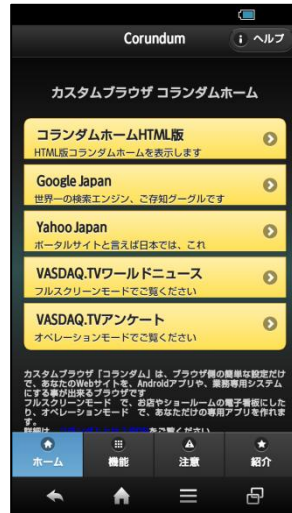 Corundum
i ヘルプ
カスタムブラウザ コランダムホーム
コランダムホームHTML版
HTML版コランダムホームを表示します
Google Japan
世界一の検索エンジン、ご存知グーグルです
Yahoo Japan
ポータルサイトと言えば日本では、これ
VASDAQ.TVワールドニュース
フルスクリーンモードでご覧ください
VASDAQ.TVアンケート
オペレーションモードでご覧ください
カスタムブラウザ「コランダム」は、ブラウザ側の簡単な設定だけ
で、あなたのWebサイトを、Androidアプリや、業務専用システム
にする事が出来るブラウザです
フルスクリーンモード で、お店やショールームの電子看板にした
り、オペレーションモード で、あなただけの専用アプリを作れま
す。
詳細は、
をご覧ください
ホーム
機能
注意
紹介